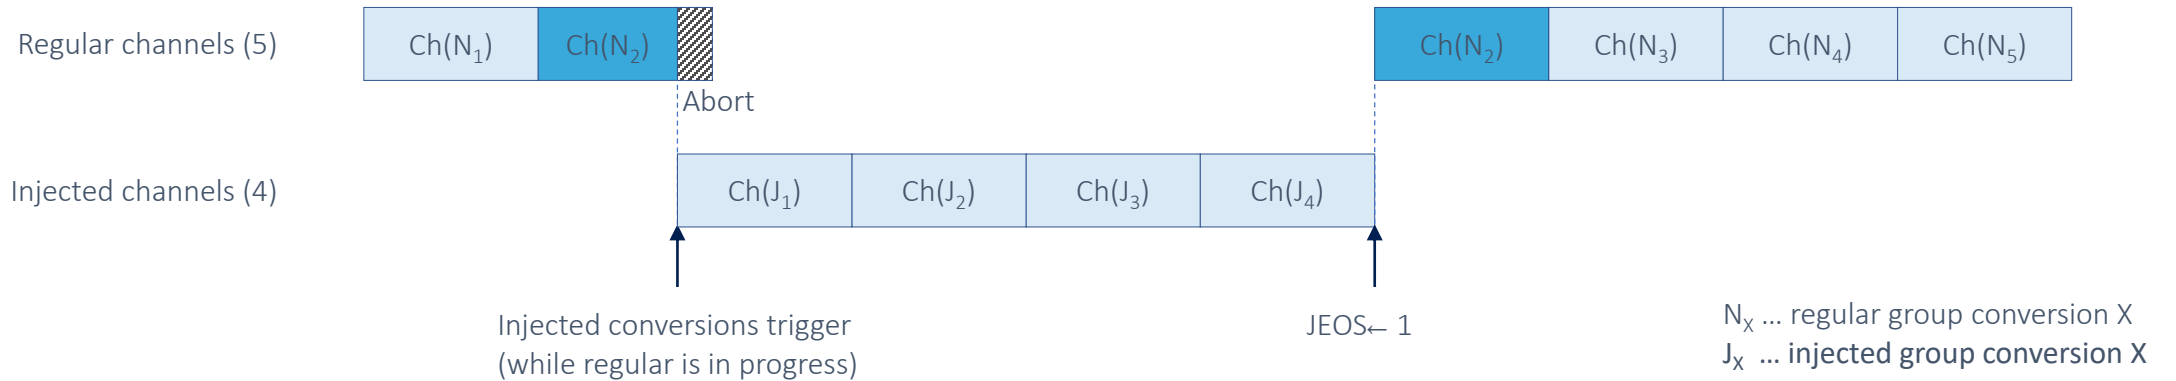 Regular channels (5)
Ch(N₁)
Ch(N₂)
Abort
Ch(N₂)
Ch(N₃)
Ch(N₄)
Ch(N₅)
Injected channels (4)
Ch(J₁)
Ch(J₂)
Ch(J₃)
Ch(J₄)
Injected conversions trigger
(while regular is in progress)
JEOS← 1
Nₓ ... regular group conversion X
Jₓ ... injected group conversion X